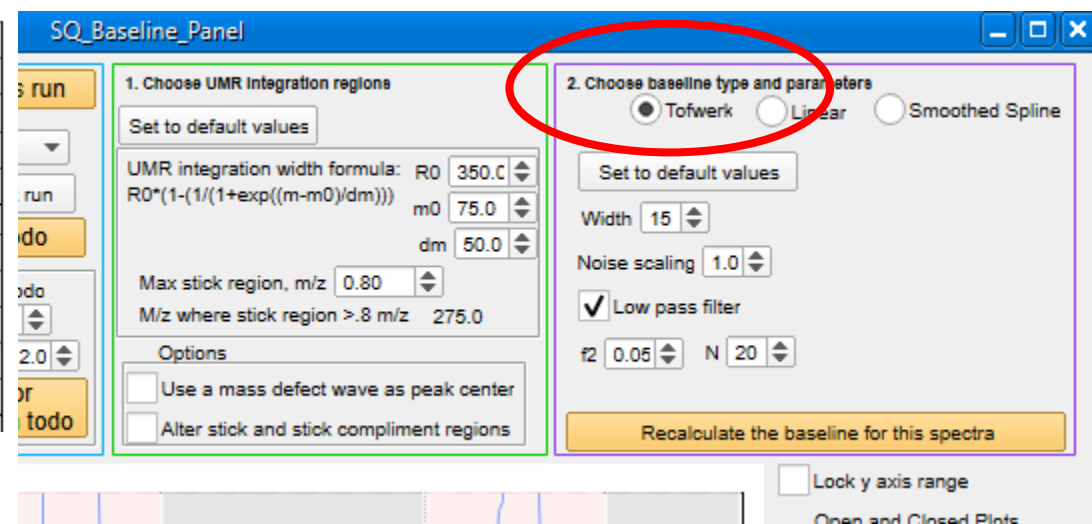 SQ_Baseline_Panel
s run
run
do
2.0
or
todo
1. Choose UMR integration regions
Set to default values
UMR integration width formula: R0 350.0
R0*(1-(1/(1+exp((m-m0)/dm)))
m0 75.0
dm 50.0
Max stick region, m/z 0.80
M/z where stick region >.8 m/z 275.0
Options
Use a mass defect wave as peak center
Alter stick and stick compliment regions
2. Choose baseline type and parameters
Tofwerk Linear Smoothed Spline
Set to default values
Width 15
Noise scaling 1.0
Low pass filter
f2 0.05 N 20
Recalculate the baseline for this spectra
Lock y axis range
Open and Closed Plots